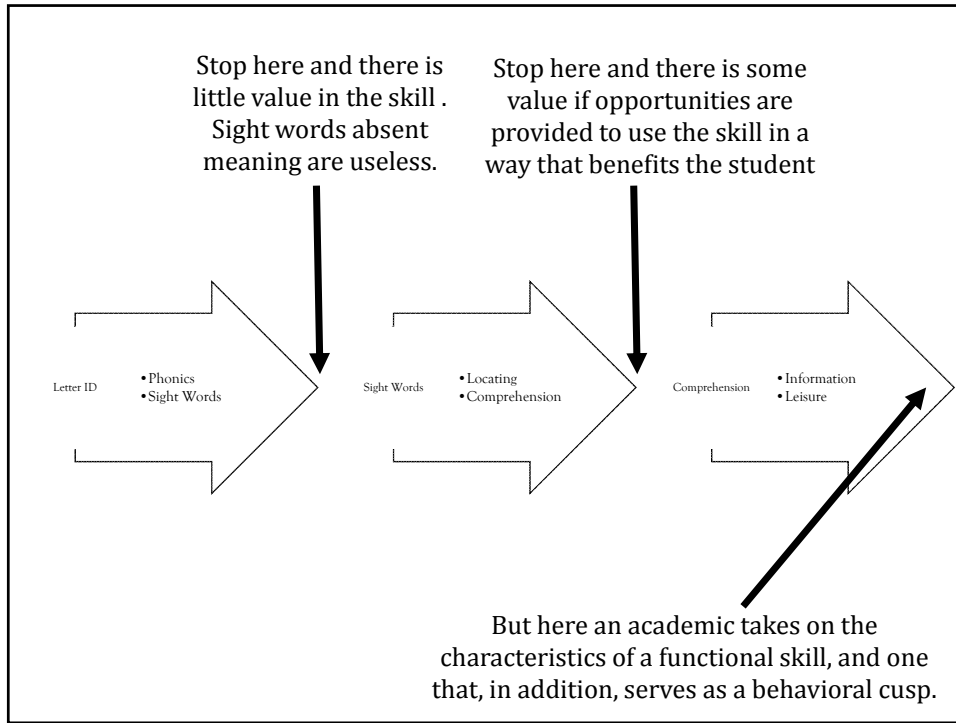 Stop here and there is
little value in the skill .
Sight words absent
meaning are useless.
Stop here and there is some
value if opportunities are
provided to use the skill in a
way that benefits the student
Letter ID
• Phonics
• Sight Words
Sight Words
• Locating
• Comprehension
Comprehension
• Information
• Leisure
But here an academic takes on the
characteristics of a functional skill, and one
that, in addition, serves as a behavioral cusp.